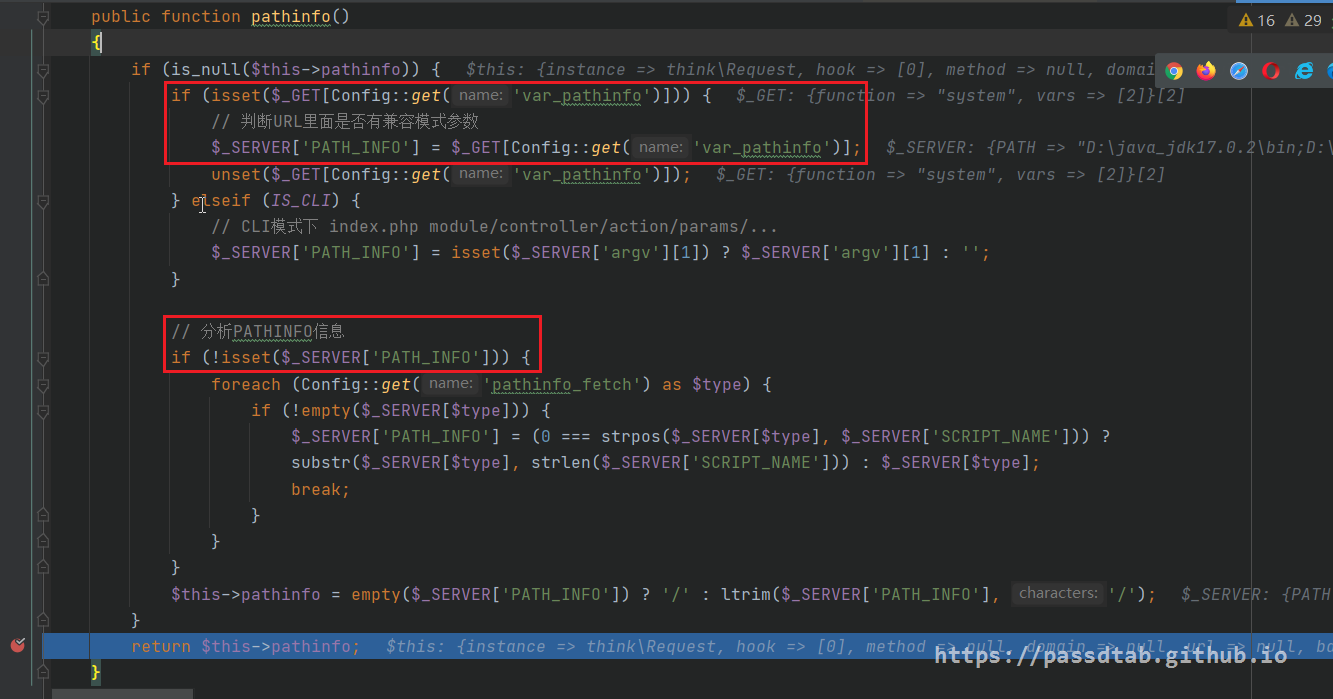 public function pathinfo()
16 29
{
if (is_null($this->pathinfo)) { $this: {instance => think\Request, hook => [0], method => null, domai
if (isset($_GET[Config::get( name: 'var_pathinfo')])) { $_GET: {function => "system", vars => [2]}[2]
// 判断URL里面是否有兼容模式参数
$_SERVER['PATH_INFO'] = $_GET[Config::get( name: 'var_pathinfo')]; $_SERVER: {PATH => "D:\java_jdk17.0.2\bin;D:\
unset($_GET[Config::get( name: 'var_pathinfo')]); $_GET: {function => "system", vars => [2]}[2]
} elseif (IS_CLI) {
// CLI模式下 index.php module/controller/action/params/...
$_SERVER['PATH_INFO'] = isset($_SERVER['argv'][1]) ? $_SERVER['argv'][1] : '';
}
// 分析PATHINFO信息
if (!isset($_SERVER['PATH_INFO'])) {
foreach (Config::get( name: 'pathinfo_fetch') as $type) {
if (!empty($_SERVER[$type])) {
$_SERVER['PATH_INFO'] = (0 === strpos($_SERVER[$type], $_SERVER['SCRIPT_NAME'])) ?
substr($_SERVER[$type], strlen($_SERVER['SCRIPT_NAME'])) : $_SERVER[$type];
break;
}
}
}
$this->pathinfo = empty($_SERVER['PATH_INFO']) ? '/' : ltrim($_SERVER['PATH_INFO'], characters: '/'); $_SERVER: {PATH
}
return $this->pathinfo; $this: {instance => think\Request, hook => [0], method => null, domain => null, url => null, ba
https://passdtab.github.io
}